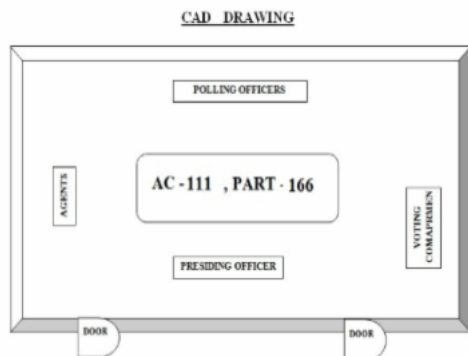 CAD DRAWING
POLLING OFFICERS
AGENTS
AC -111 , PART - 166
VOTING
COMAPRMEN
PRESIDING OFFICER
DOOR
DOOR